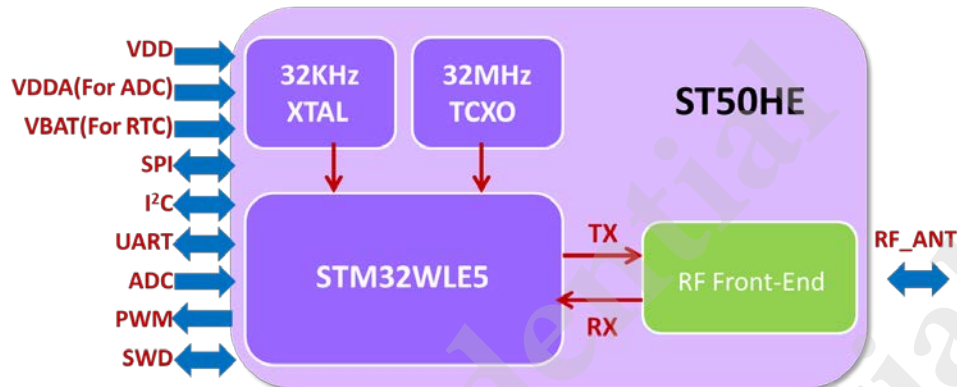 VDD
VDDA(For ADC)
VBAT(For RTC)
SPI
I²C
UART
ADC
PWM
SWD
32KHz
XTAL
32MHz
TCXO
ST50HE
STM32WLE5
TX
RX
RF Front-End
RF_ANT